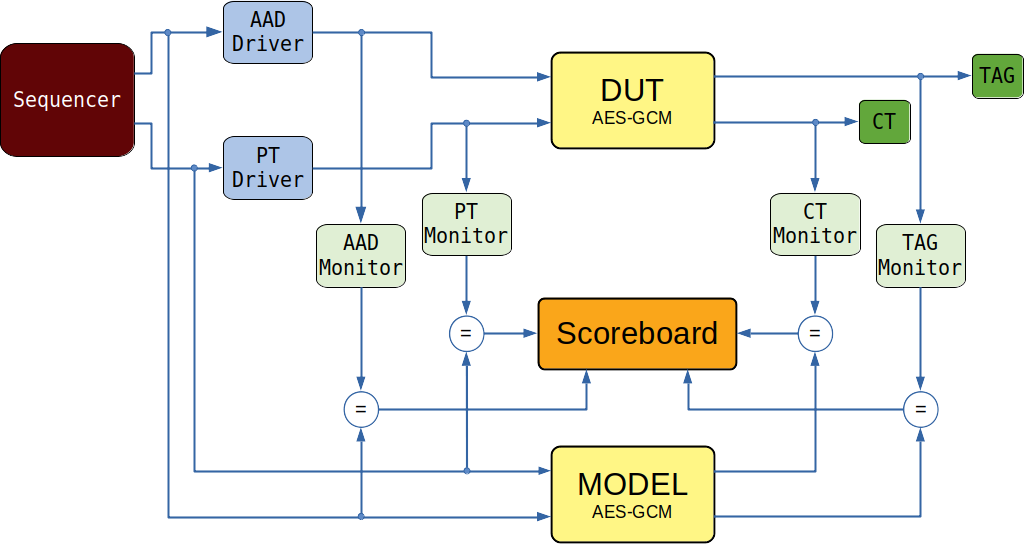 AAD
Driver
Sequencer
PT
Driver
DUT
AES-GCM
TAG
CT
AAD
Monitor
PT
Monitor
CT
Monitor
TAG
Monitor
=
Scoreboard
=
=
=
MODEL
AES-GCM